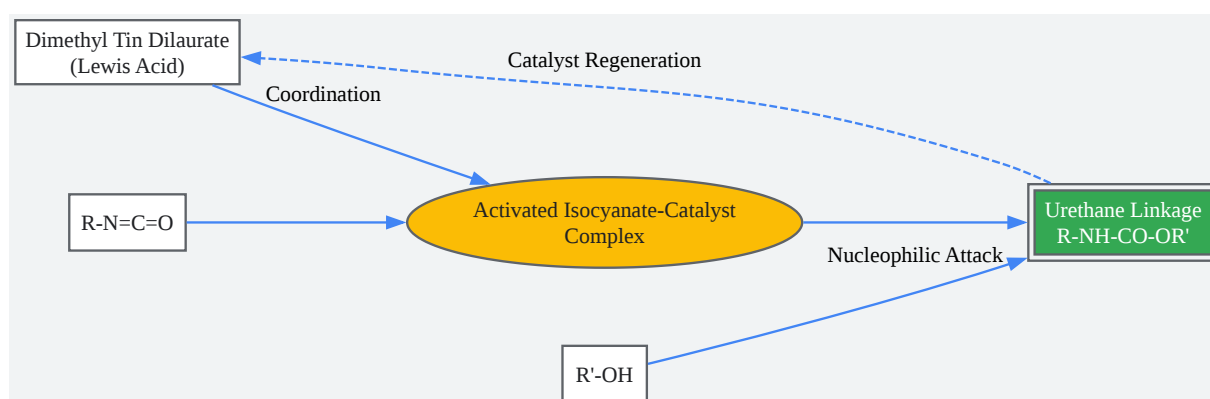 Dimethyl Tin Dilaurate
(Lewis Acid)
Catalyst Regeneration
Coordination
R-N=C=O
Activated Isocyanate-Catalyst
Complex
Urethane Linkage
R-NH-CO-OR'
Nucleophilic Attack
R'-OH